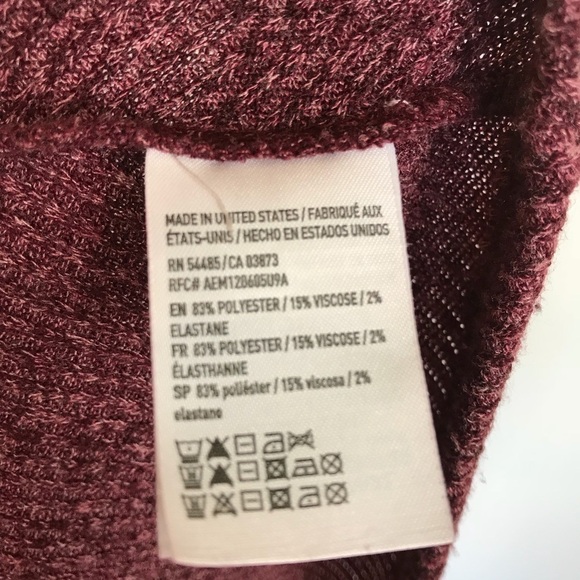 MADE IN UNITED STATES / FABRIQUÉ AUX
ÉTATS-UNIS / HECHO EN ESTADOS UNIDOS
RN 54485 / CA 03873
RFC# AEM1206605U9A
EN 83% POLYESTER / 15% VISCOSE / 2%
ELASTANE
FR 83% POLYESTER / 15% VISCOSE / 2%
ÉLASTHANNE
SP 83% poliéster / 15% viscosa / 2%
elastano